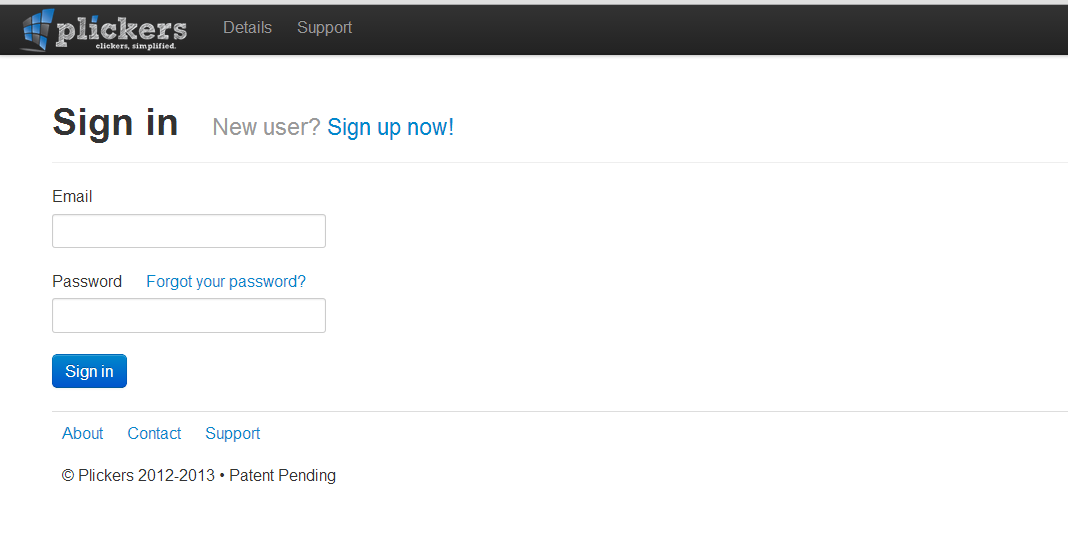 plickers Details Support
clickers, simplified.
Sign in New user? Sign up now!
Email
Password Forgot your password?
Sign in
About Contact Support
© Plickers 2012-2013 • Patent Pending